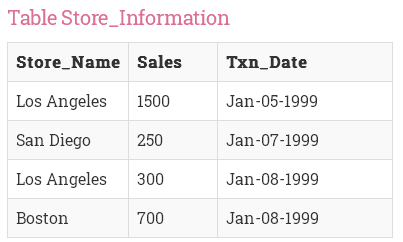 Table Store_Information
Store_Name Sales Txn_Date
Los Angeles 1500 Jan-05-1999
San Diego 250 Jan-07-1999
Los Angeles 300 Jan-08-1999
Boston 700 Jan-08-1999